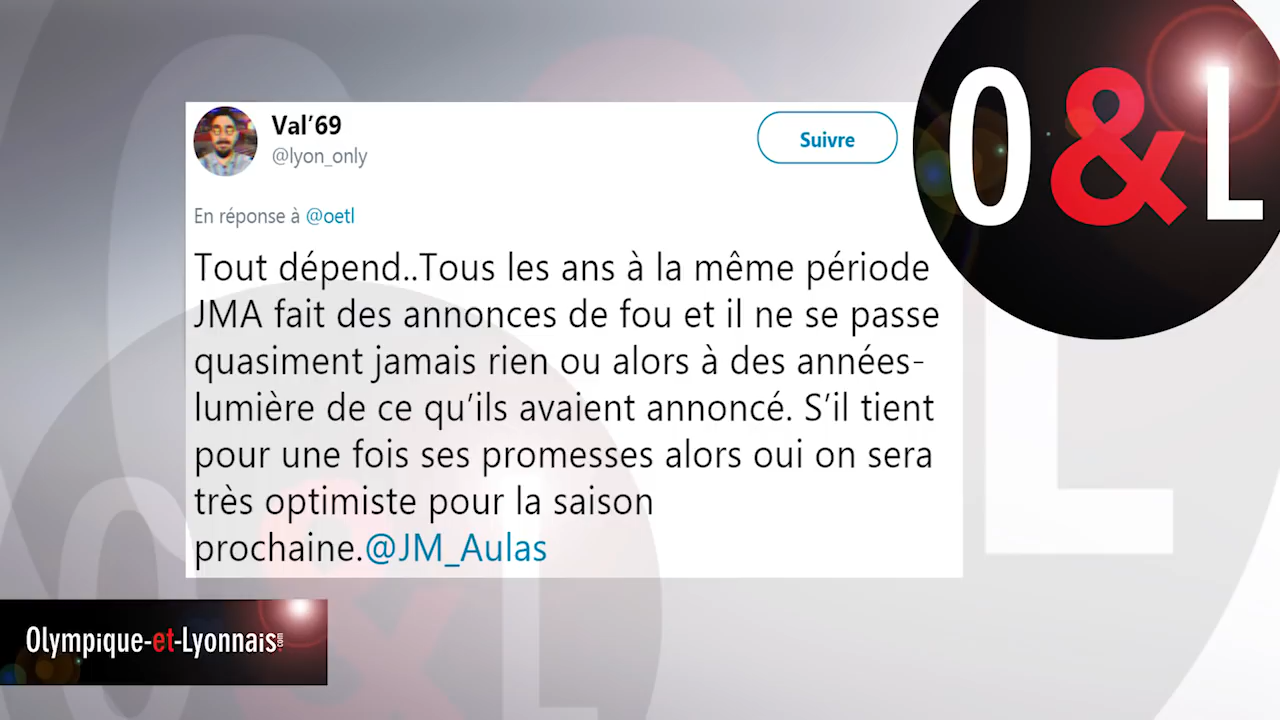 O&L
Val'69
@lyon_only
Suivre
En réponse à @oetl
Tout dépend..Tous les ans à la même période
JMA fait des annonces de fou et il ne se passe
quasiment jamais rien ou alors à des années-
lumière de ce qu'ils avaient annoncé. S'il tient
pour une fois ses promesses alors oui on sera
très optimiste pour la saison
prochaine.@JM_Aulas
Olympique-et-Lyonnais.com